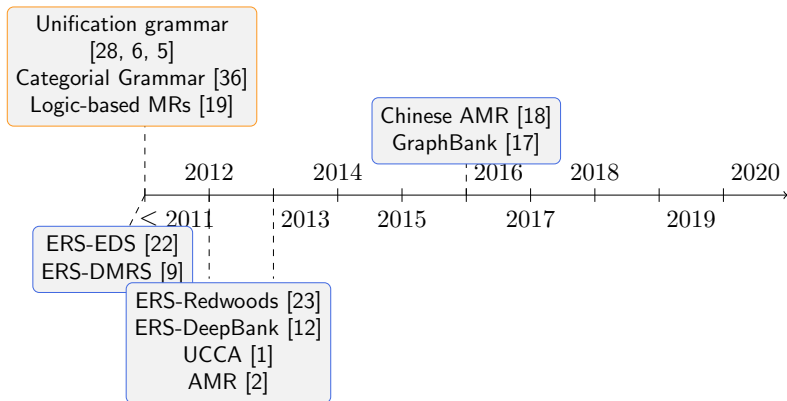 Unification grammar
[28, 6, 5]
Categorial Grammar [36]
Logic-based MRs [19]
Chinese AMR [18]
GraphBank [17]
2012 2014 2016 2018 2020
< 2011 2013 2015 2017 2019
ERS-EDS [22]
ERS-DMRS [9]
ERS-Redwoods [23]
ERS-DeepBank [12]
UCCA [1]
AMR [2]